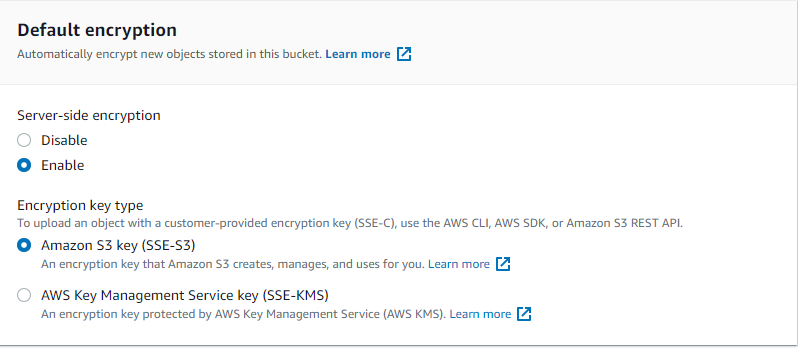 Default encryption
Automatically encrypt new objects stored in this bucket. Learn more
Server-side encryption
Disable
Enable
Encryption key type
To upload an object with a customer-provided encryption key (SSE-C), use the AWS CLI, AWS SDK, or Amazon S3 REST API.
Amazon S3 key (SSE-S3)
An encryption key that Amazon S3 creates, manages, and uses for you. Learn more
AWS Key Management Service key (SSE-KMS)
An encryption key protected by AWS Key Management Service (AWS KMS). Learn more